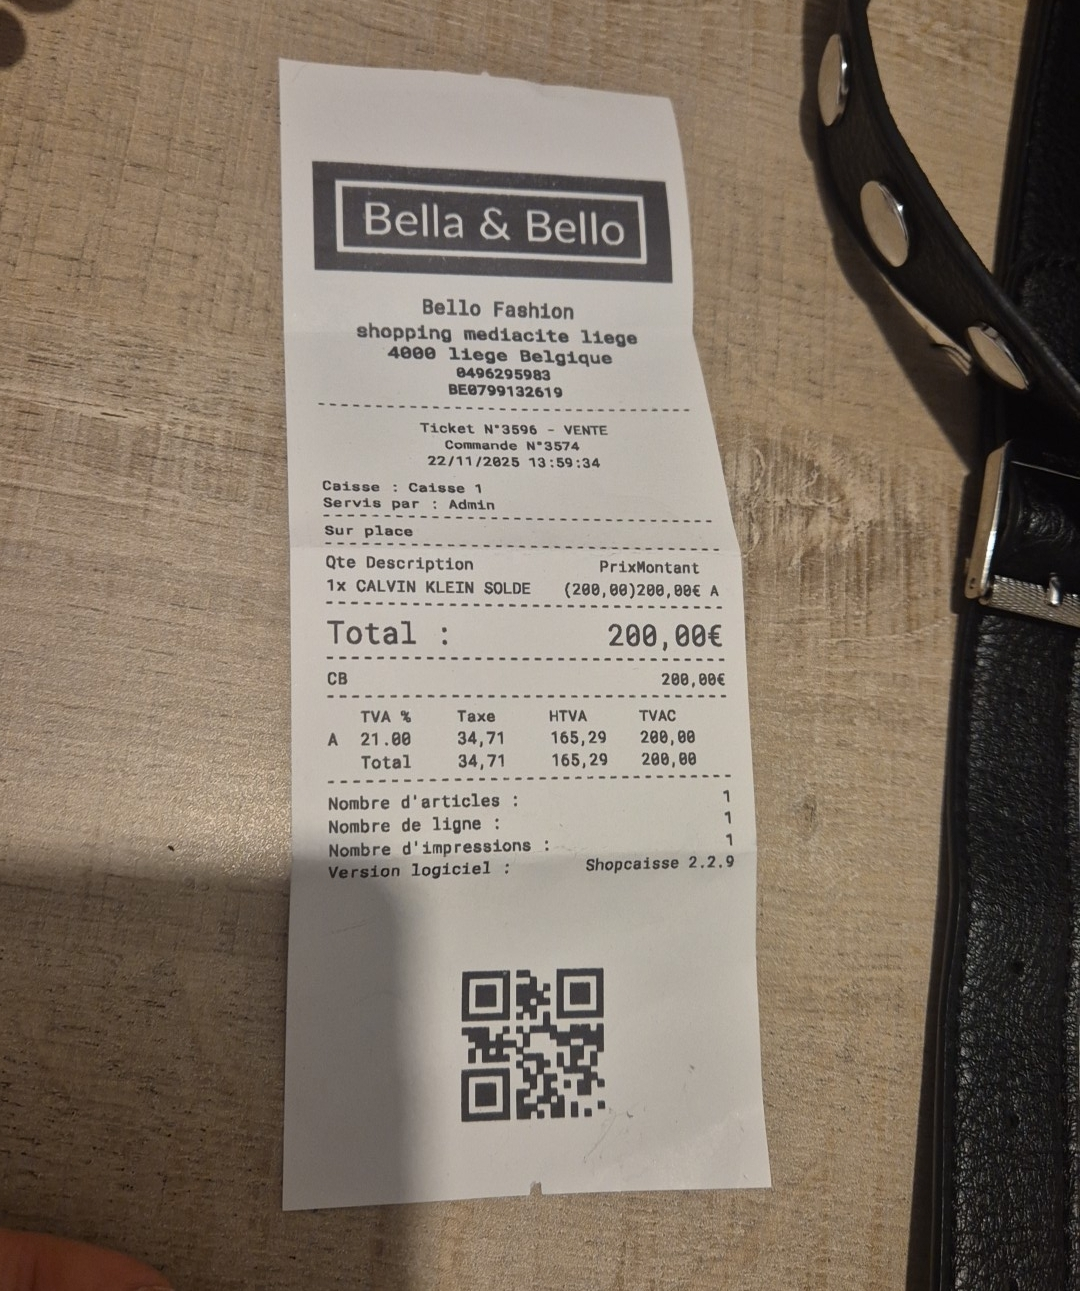 Bella & Bello
Bello Fashion
shopping mediacite liege
4000 liege Belgique
0496295983
BE0799132619
Ticket N°3596 - VENTE
Commande N°3574
22/11/2025 13:59:34
Caisse : Caisse 1
Servis par : Admin
Sur place
Qte Description PrixMontant
1x CALVIN KLEIN SOLDE (200,00)200,00€ A
Total : 200,00€
CB 200,00€
TVA % Taxe HTVA TVAC
A 21.00 34,71 165,29 200,00
Total 34,71 165,29 200,00
Nombre d'articles : 1
Nombre de ligne : 1
Nombre d'impressions : 1
Version logiciel : Shopcaisse 2.2.9